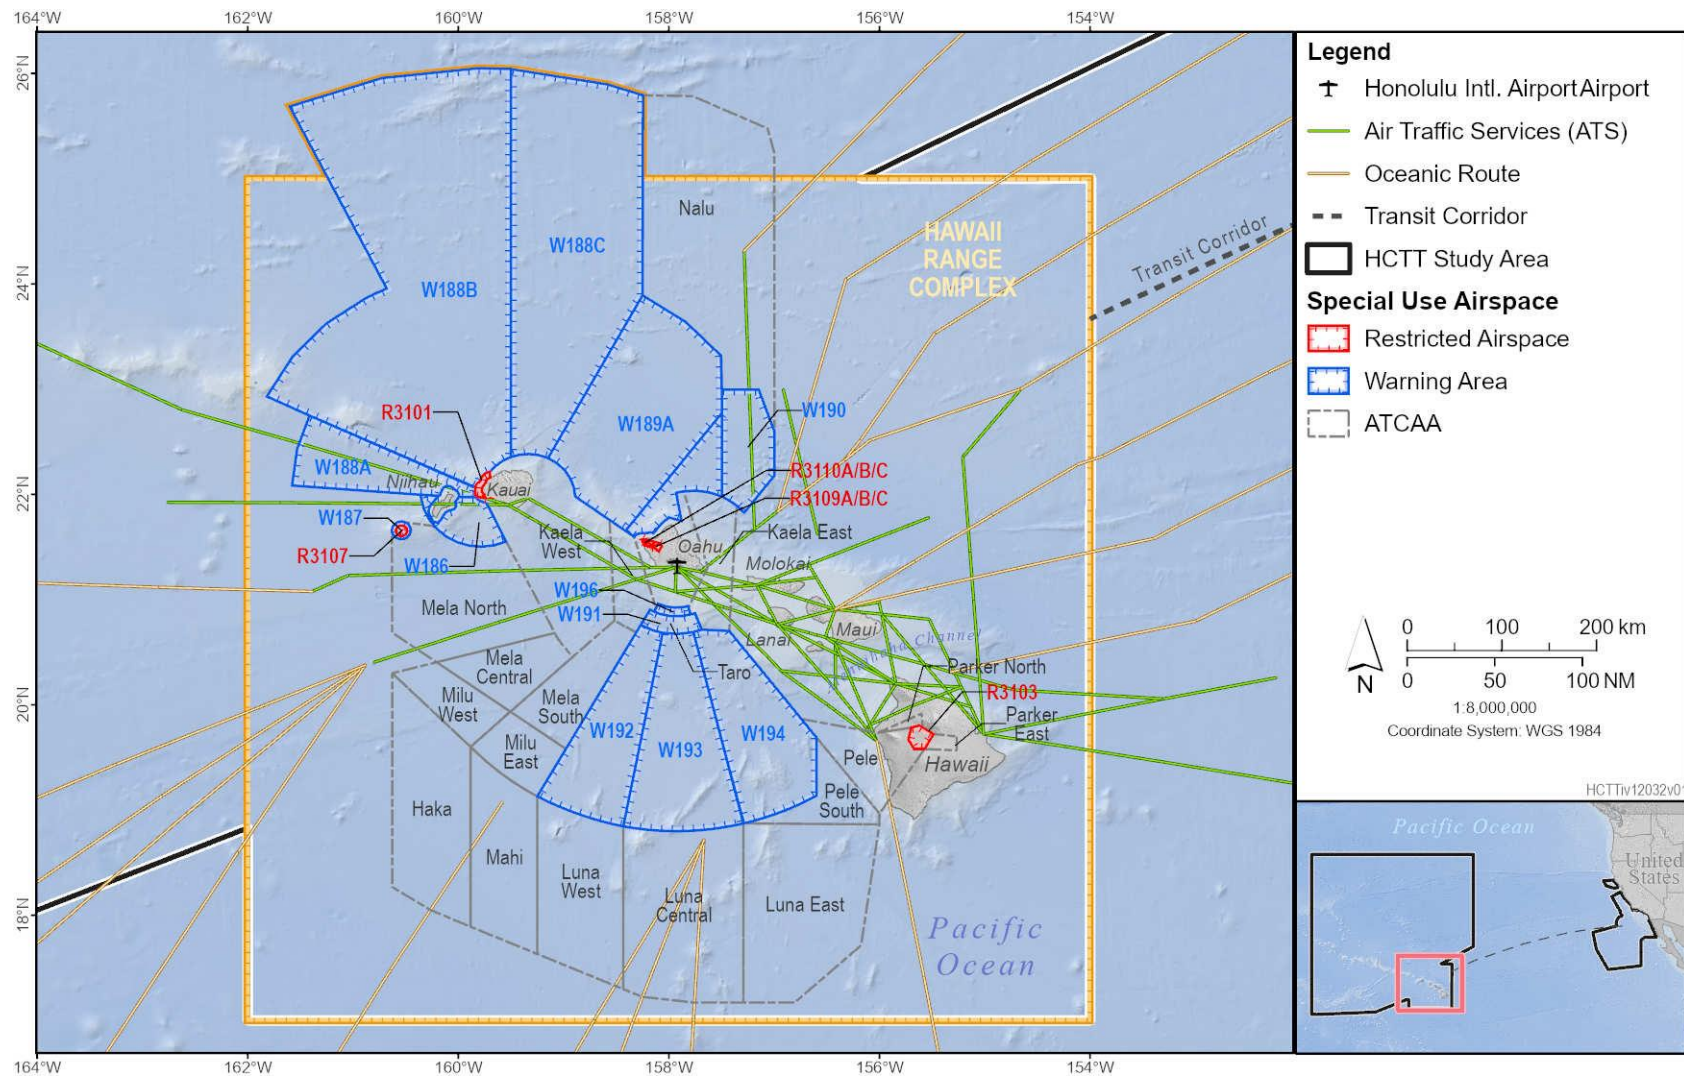 164°W
162°W
160°W
158°W
156°W
154°W
26°N
24°N
22°N
20°N
18°N
Nalu
HAWAII
RANGE
COMPLEX
Transit Corridor
W188C
W188B
R3101
W189A
W190
W188A
Niihau
Kauai
R3110A/B/C
R3109A/B/C
W187
R3107
W186
Kaela
West
Oahu
Kaela East
Molokai
W196
W191
Mela North
Lanai
Maui
Channel
Mela
Central
Taro
Parker North
R3103
Milu
West
Mela
South
W192
W193
W194
Parker
East
Milu
East
Pele
Hawaii
Pele
South
Haka
Mahi
Luna
West
Luna
Central
Luna East
Pacific
Ocean
164°W
162°W
160°W
158°W
156°W
154°W
Legend
Honolulu Intl. AirportAirport
Air Traffic Services (ATS)
Oceanic Route
Transit Corridor
HCTT Study Area
Special Use Airspace
Restricted Airspace
Warning Area
ATCAA
N
0 100 200 km
0 50 100 NM
1:8,000,000
Coordinate System: WGS 1984
HCTTiv12032v01
Pacific Ocean
United
States